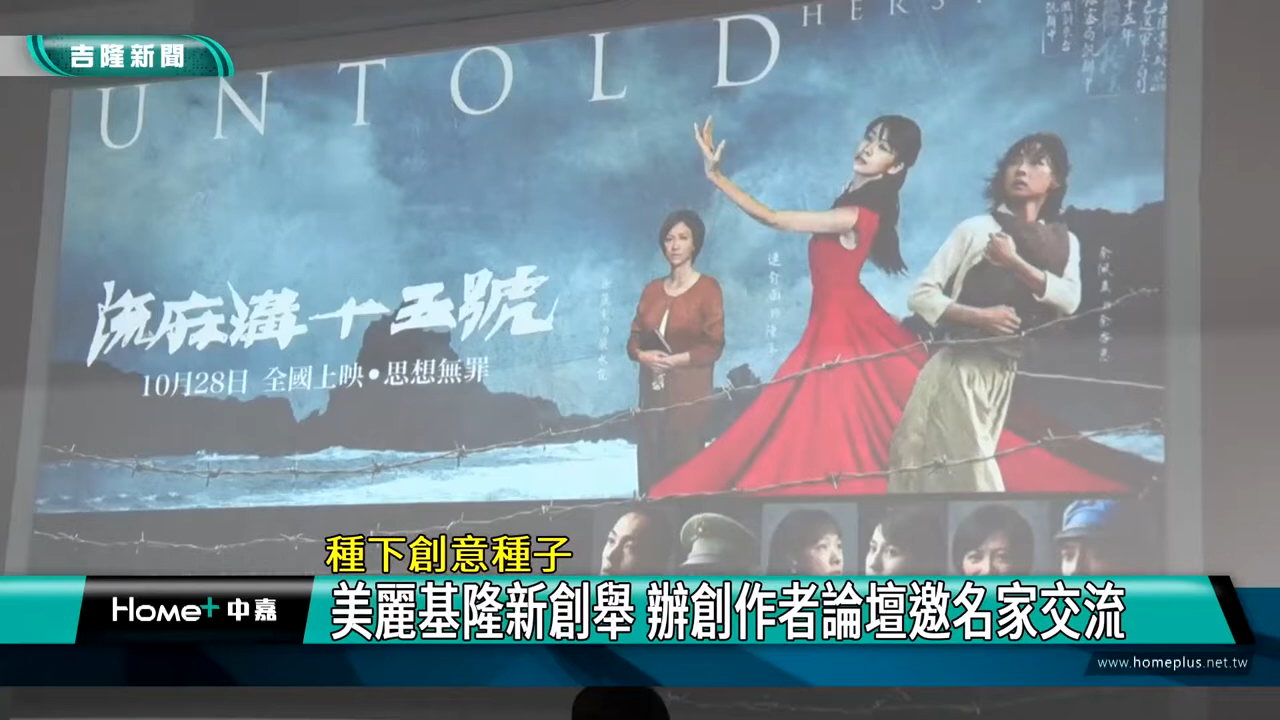 吉隆新聞
HERS
UNTOLD
流麻溝十五號
10月28日 全國上映•思想無罪
種下創意種子
美麗基隆新創舉 辦創作者論壇邀名家交流
Home+ 中嘉
www.homeplus.net.tw